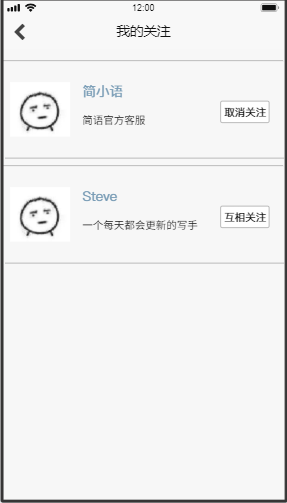 12:00
我的关注
简小语
简语官方客服
取消关注
Steve
一个每天都会更新的写手
互相关注